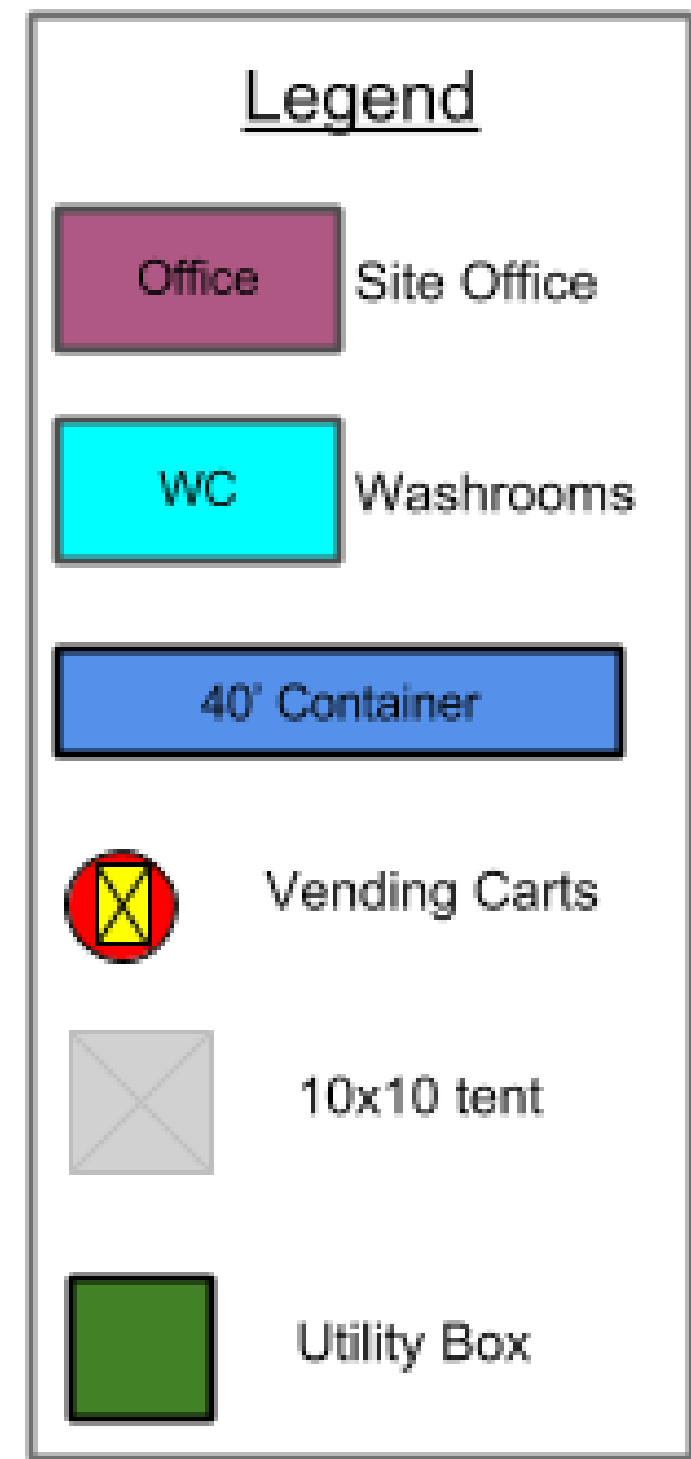 Legend
Office Site Office
WC Washrooms
40' Container
Vending Carts
10x10 tent
Utility Box